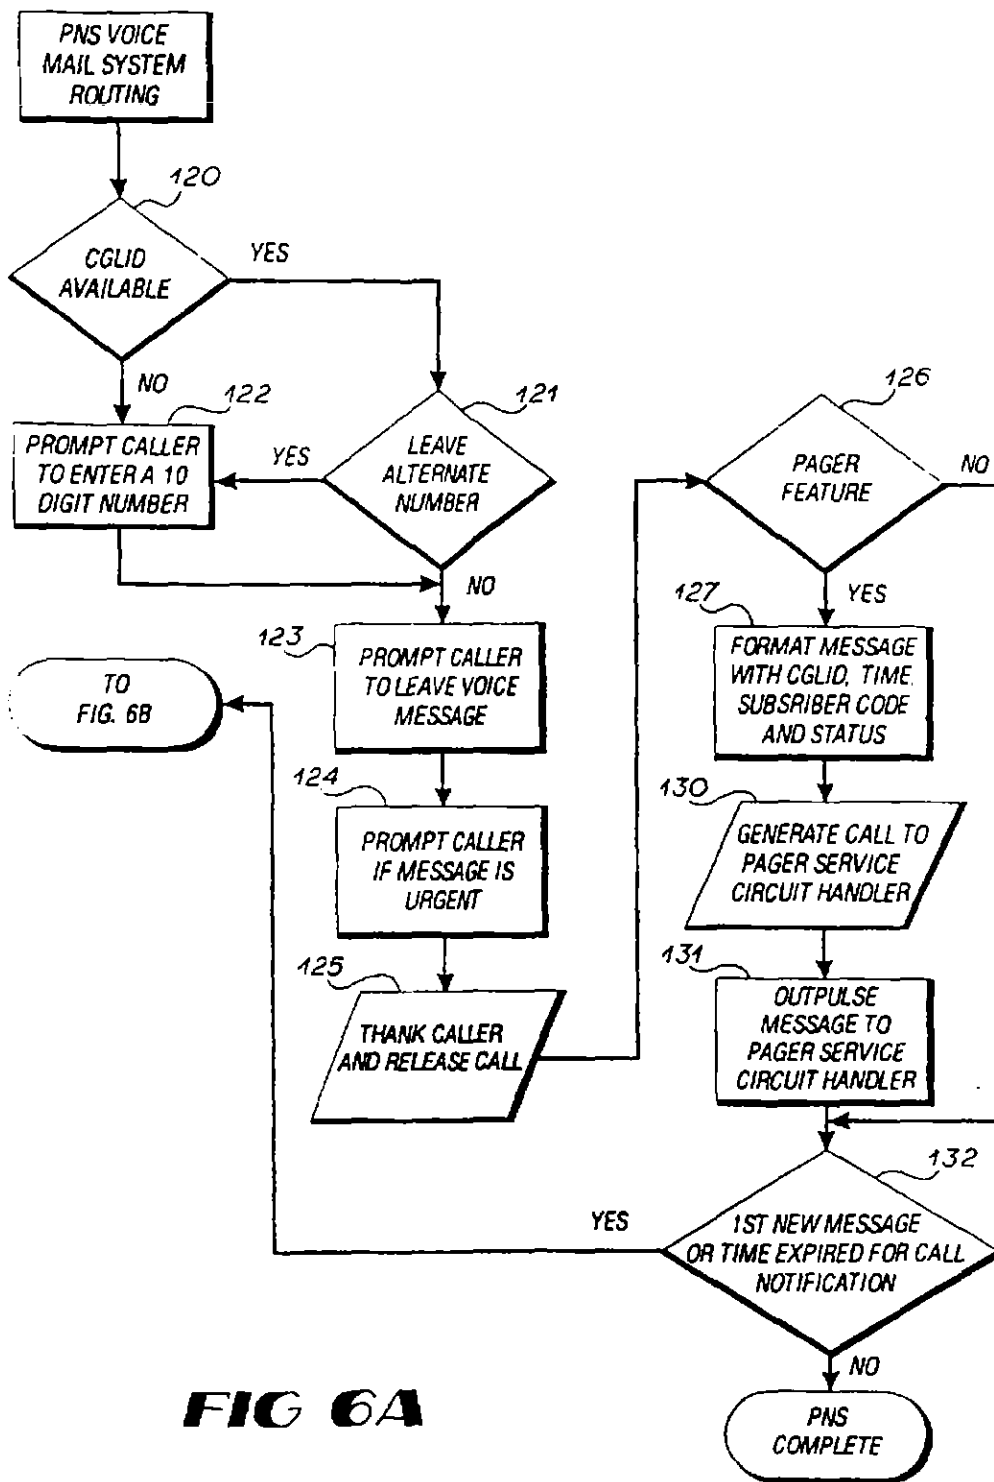 PNS VOICE
MAIL SYSTEM
ROUTING
120
CGLID
AVAILABLE
YES
NO
122
PROMPT CALLER
TO ENTER A 10
DIGIT NUMBER
YES
121
LEAVE
ALTERNATE
NUMBER
NO
123
PROMPT CALLER
TO LEAVE VOICE
MESSAGE
TO
FIG. 6B
124
PROMPT CALLER
IF MESSAGE IS
URGENT
125
THANK CALLER
AND RELEASE CALL
126
PAGER
FEATURE
NO
YES
127
FORMAT MESSAGE
WITH CGLID, TIME,
SUBSRIBER CODE
AND STATUS
130
GENERATE CALL TO
PAGER SERVICE
CIRCUIT HANDLER
131
OUTPULSE
MESSAGE TO
PAGER SERVICE
CIRCUIT HANDLER
132
YES
1ST NEW MESSAGE
OR TIME EXPIRED FOR CALL
NOTIFICATION
NO
PNS
COMPLETE
FIG 6A